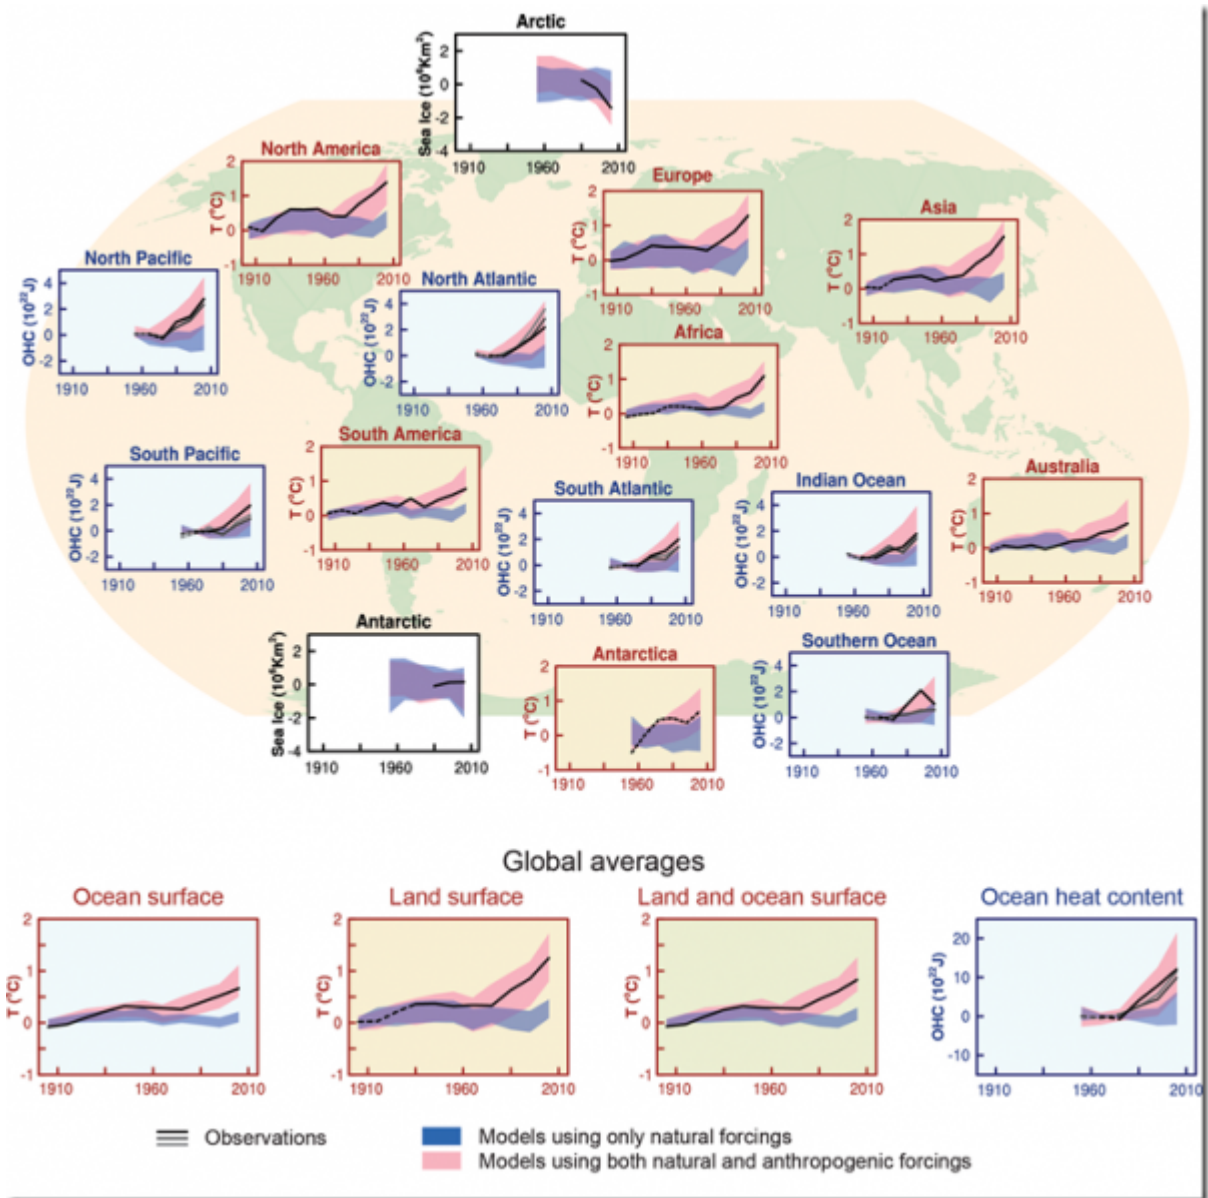 Arctic
Sea Ice (10⁶Km²)
2
0
-2
-4
1910 1960 2010
North America
T (°C)
2
1
0
-1
1910 1960 2010
Europe
T (°C)
2
1
0
-1
1910 1960 2010
Asia
T (°C)
2
1
0
-1
1910 1960 2010
North Pacific
OHC (10²²J)
4
2
0
-2
1910 1960 2010
North Atlantic
OHC (10²²J)
4
2
0
-2
1910 1960 2010
Africa
T (°C)
2
1
0
-1
1910 1960 2010
South Pacific
OHC (10²²J)
4
2
0
-2
1910 1960 2010
South America
T (°C)
2
1
0
-1
1910 1960 2010
South Atlantic
OHC (10²²J)
4
2
0
-2
1910 1960 2010
Indian Ocean
OHC (10²²J)
4
2
0
-2
1910 1960 2010
Australia
T (°C)
2
1
0
-1
1910 1960 2010
Antarctic
Sea Ice (10⁶Km²)
2
0
-2
-4
1910 1960 2010
Antarctica
T (°C)
2
1
0
-1
1910 1960 2010
Southern Ocean
OHC (10²²J)
4
2
0
-2
1910 1960 2010
Global averages
Ocean surface
T (°C)
2
1
0
-1
1910 1960 2010
Land surface
T (°C)
2
1
0
-1
1910 1960 2010
Land and ocean surface
T (°C)
2
1
0
-1
1910 1960 2010
Ocean heat content
OHC (10²²J)
20
10
0
-10
1910 1960 2010
Observations
Models using only natural forcings
Models using both natural and anthropogenic forcings